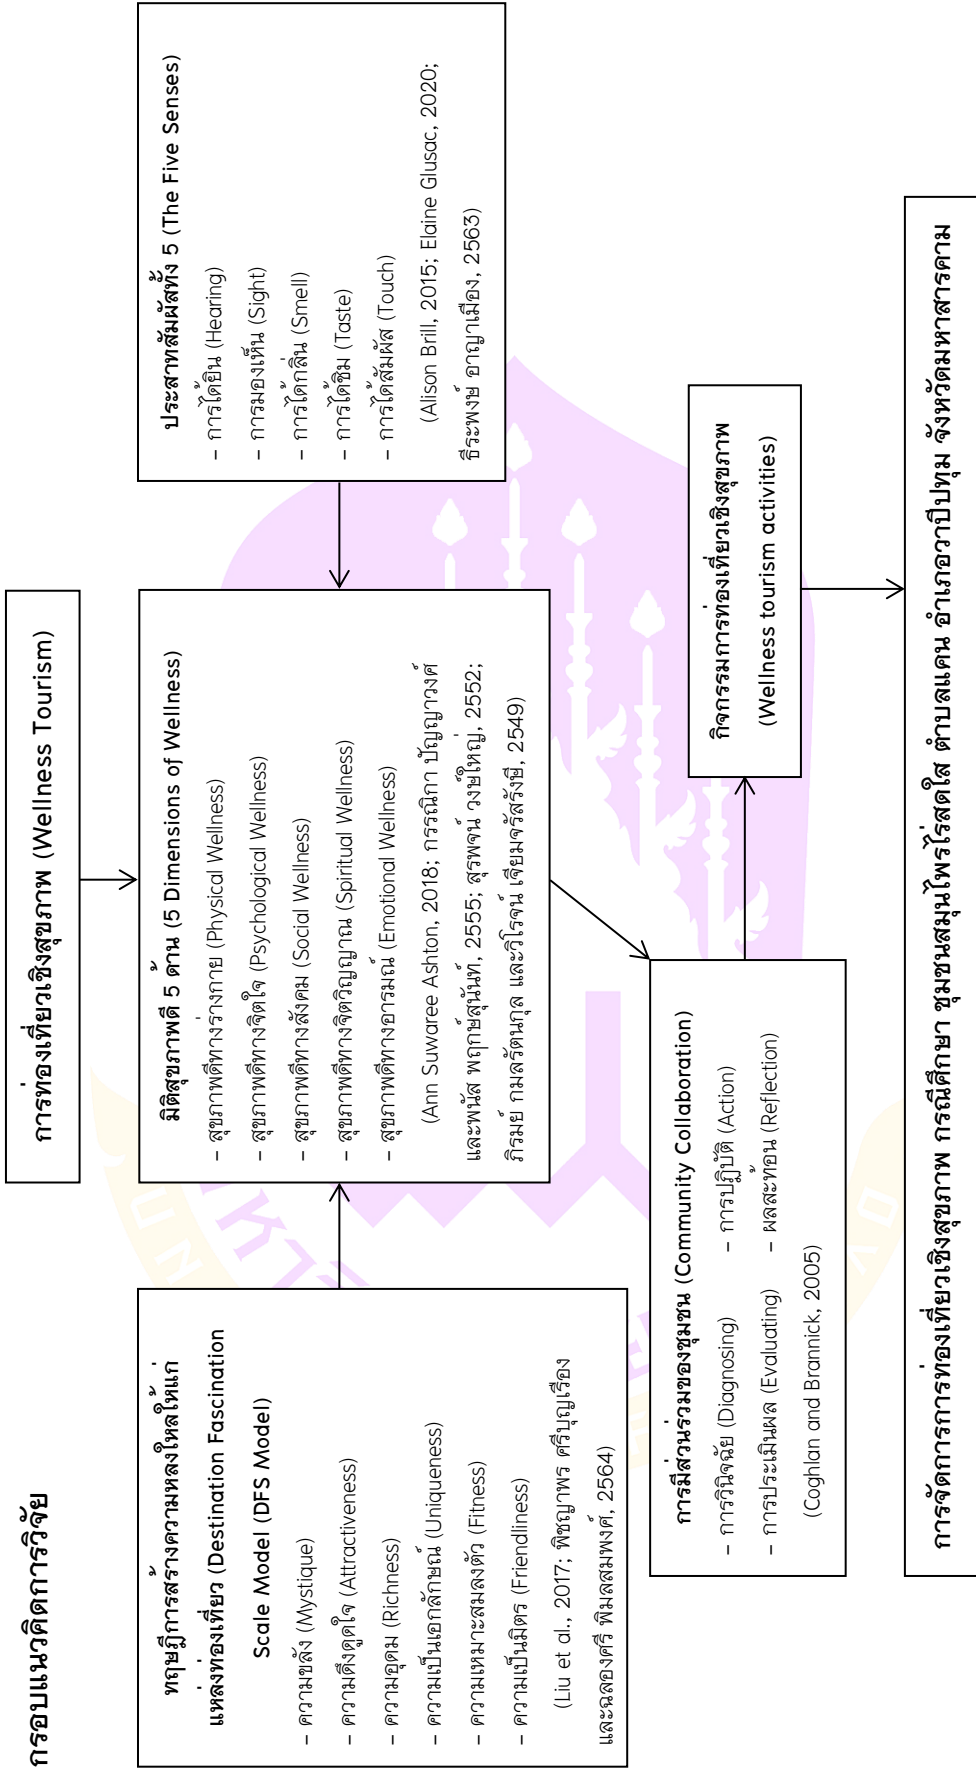 กรอบแนวคิดการวิจัย
การท่องเที่ยวเชิงสุขภาพ (Wellness Tourism)
ทฤษฎีการสร้างความหลงใหลให้แก่
แหล่งท่องเที่ยว (Destination Fascination
Scale Model (DFS Model)
- ความขลัง (Mystique)
- ความดึงดูดใจ (Attractiveness)
- ความอุดม (Richness)
- ความเป็นเอกลักษณ์ (Uniqueness)
- ความเหมาะสมลงตัว (Fitness)
- ความเป็นมิตร (Friendliness)
(Liu et al., 2017; พิชญาพร ศรีบุญเรือง
และฉลองศรี พิมลสมพงศ์, 2564)
มิติสุขภาพดี 5 ด้าน (5 Dimensions of Wellness)
- สุขภาพดีทางร่างกาย (Physical Wellness)
- สุขภาพดีทางจิตใจ (Psychological Wellness)
- สุขภาพดีทางสังคม (Social Wellness)
- สุขภาพดีทางจิตวิญญาณ (Spiritual Wellness)
- สุขภาพดีทางอารมณ์ (Emotional Wellness)
(Ann Suwaree Ashton, 2018; กรรณิกา ปัญญาวงศ์
และพนัส พฤกษ์สุนันท์, 2555; สุรพจน์ วงษ์ใหญ่, 2552;
ภิรมย์ กมลรัตนกุล และวิโรจน์ เจียมจรัสรังษี, 2549)
ประสาทสัมผัสทั้ง 5 (The Five Senses)
- การได้ยิน (Hearing)
- การมองเห็น (Sight)
- การได้กลิ่น (Smell)
- การได้ชิม (Taste)
- การได้สัมผัส (Touch)
(Alison Brill, 2015; Elaine Glusac, 2020;
ธีระพงษ์ อาญาเมือง, 2563)
การมีส่วนร่วมของชุมชน (Community Collaboration)
- การวินิจฉัย (Diagnosing) - การปฏิบัติ (Action)
- การประเมินผล (Evaluating) - ผลสะท้อน (Reflection)
(Coghlan and Brannick, 2005)
กิจกรรมการท่องเที่ยวเชิงสุขภาพ
(Wellness tourism activities)
การจัดการการท่องเที่ยวเชิงสุขภาพ กรณีศึกษา ชุมชนสมุนไพรไร่สดใส ตำบลแคน อำเภอวาปีปทุม จังหวัดมหาสารคาม